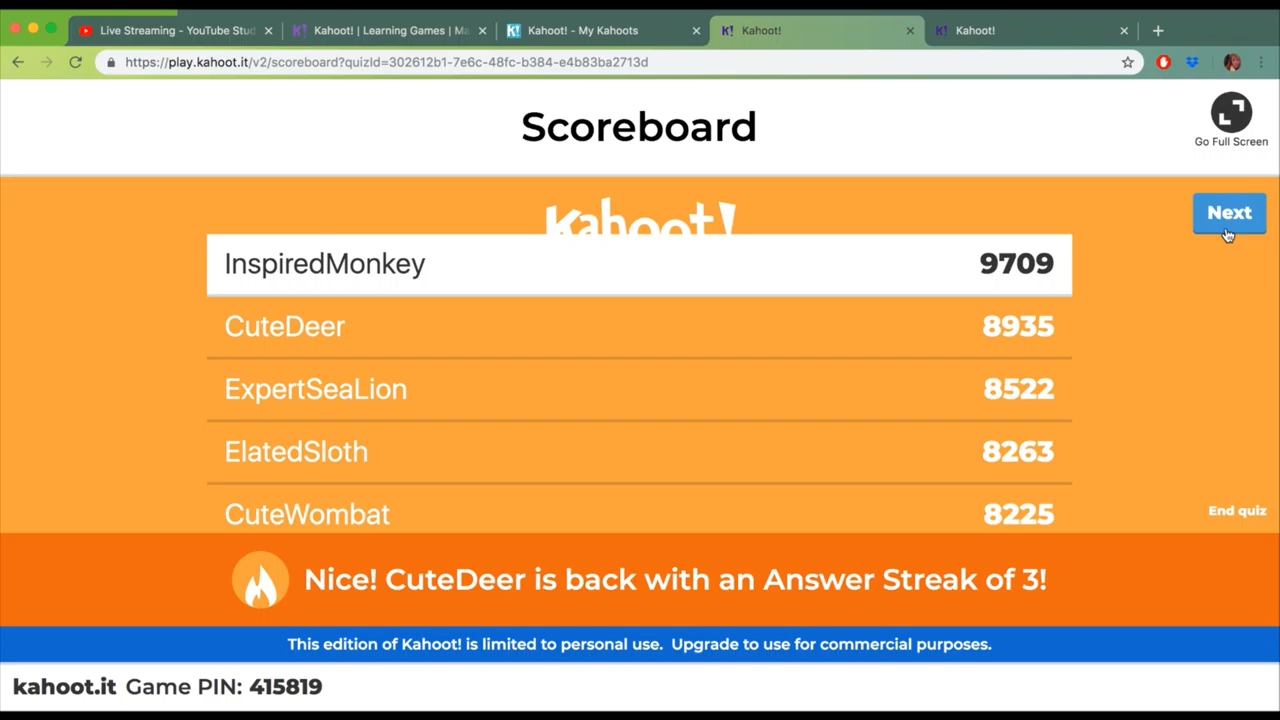 Live Streaming - YouTube Stud
Kahoot! | Learning Games | Ma
Kahoot! - My Kahoots
Kahoot!
Kahoot!
https://play.kahoot.it/v2/scoreboard?quizId=302612b1-7e6c-48fc-b384-e4b83ba2713d
Scoreboard
Go Full Screen
Kahoot!
Next
InspiredMonkey 9709
CuteDeer 8935
ExpertSeaLion 8522
ElatedSloth 8263
CuteWombat 8225
End quiz
Nice! CuteDeer is back with an Answer Streak of 3!
This edition of Kahoot! is limited to personal use. Upgrade to use for commercial purposes.
kahoot.it Game PIN: 415819